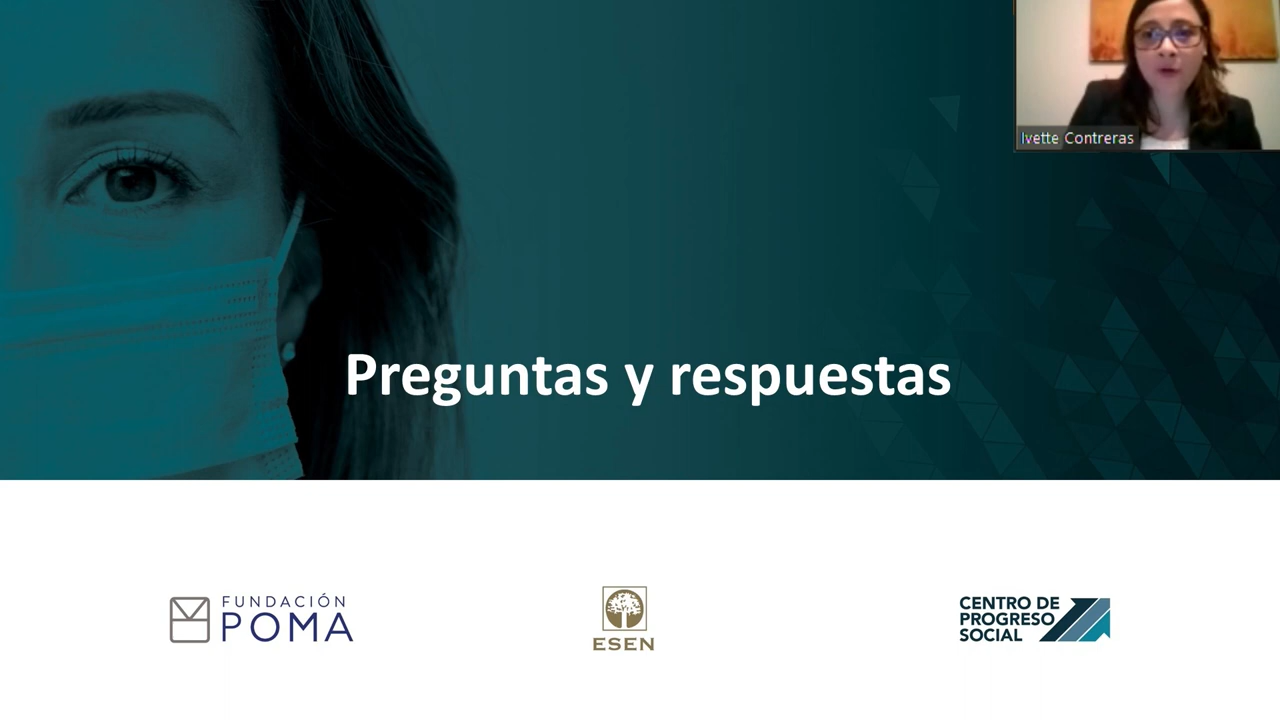 Ivette Contreras
Preguntas y respuestas
FUNDACIÓN
POMA
ESEN
CENTRO DE
PROGRESO
SOCIAL